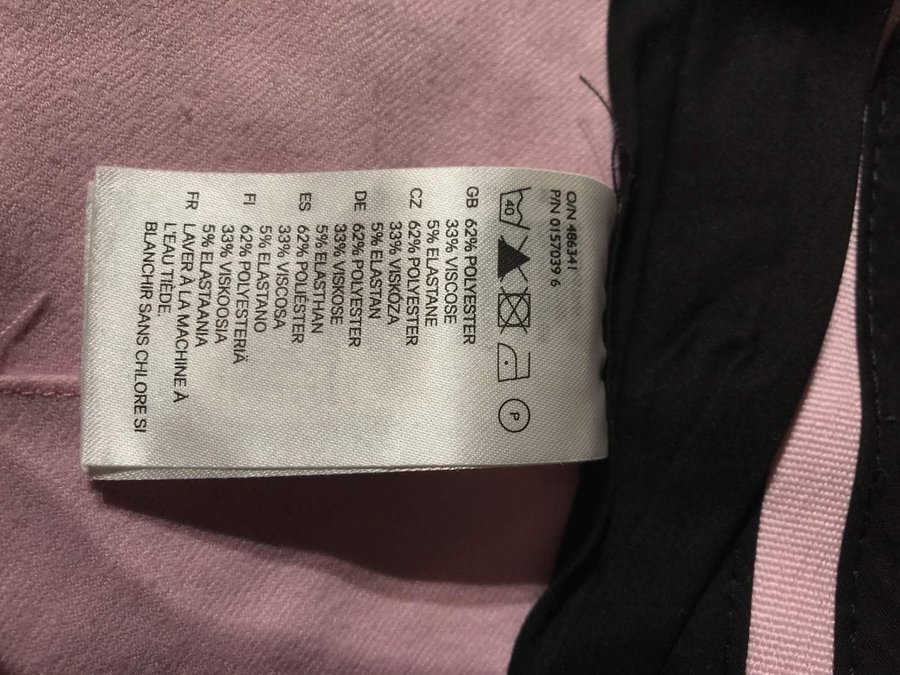 O/N 486341
P/N 0157039 6
40
P
GB 62% POLYESTER
33% VISCOSE
5% ELASTANE
CZ 62% POLYESTER
33% VISKÓZA
5% ELASTAN
DE 62% POLYESTER
33% VISKOSE
5% ELASTHAN
ES 62% POLIÉSTER
33% VISCOSA
5% ELASTANO
FI 62% POLYESTERIÄ
33% VISKOOSIA
5% ELASTAANIA
FR LAVER À LA MACHINE À
L'EAU TIÈDE.
BLANCHIR SANS CHLORE SI